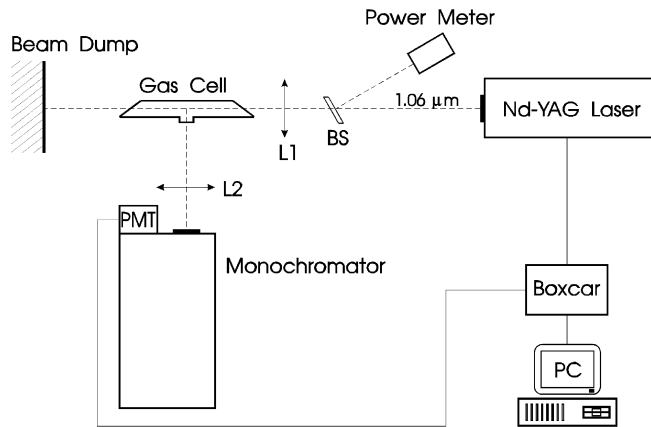 Power Meter
Beam Dump
Gas Cell
1.06 µm
Nd-YAG Laser
BS
L1
L2
PMT
Monochromator
Boxcar
PC